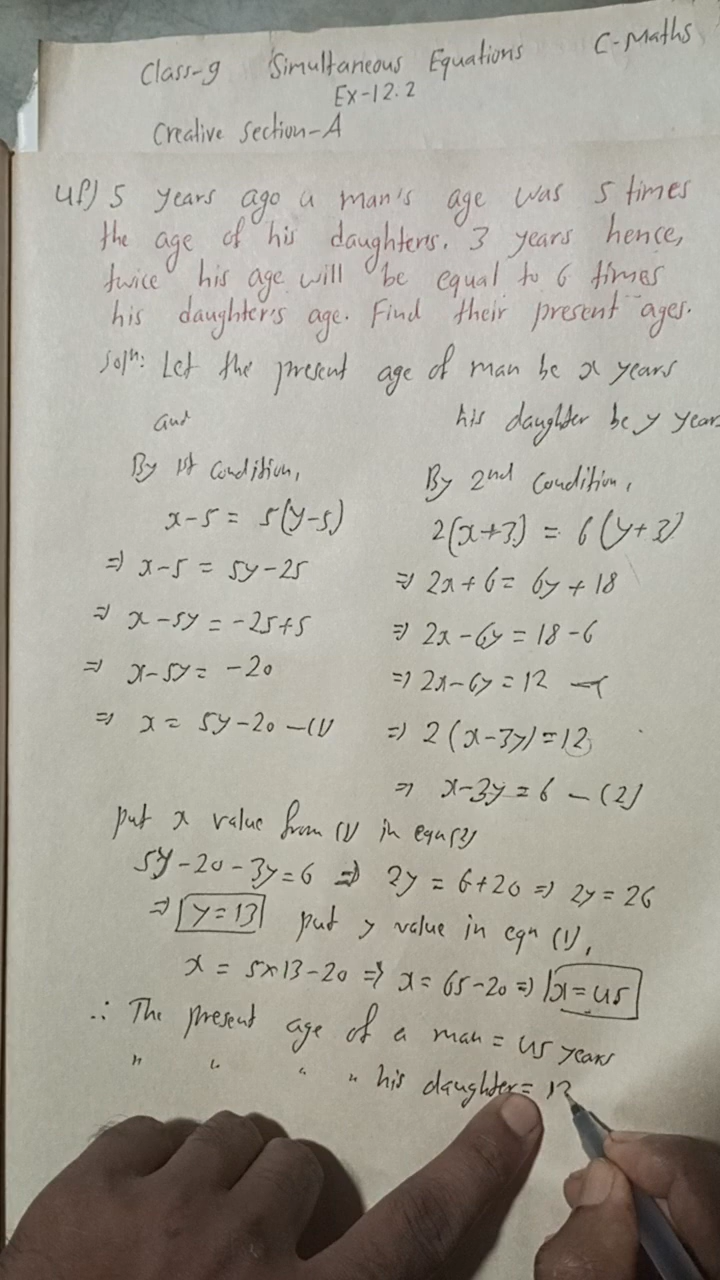 Class-9 Simultaneous Equations C-Maths
Ex-12.2
Creative section-A
4f) 5 years ago a man's age was 5 times
the age of his daughters. 3 years hence,
twice his age will be equal to 6 times
his daughter's age. Find their present ages.
Solⁿ: Let the present age of man be x years
and his daughter be y year
By 1st condition, By 2nd condition,
x-5 = 5(y-5) 2(x+3) = 6(y+3)
⇒ x-5 = 5y-25 ⇒ 2x+6 = 6y+18
⇒ x-5y = -25+5 ⇒ 2x-6y = 18-6
⇒ x-5y = -20 ⇒ 2x-6y = 12
⇒ x = 5y-20 -(1) ⇒ 2(x-3y) = 12
⇒ x-3y = 6 -(2)
put x value from (1) in eqn(2)
5y-20-3y=6 ⇒ 2y = 6+20 ⇒ 2y = 26
⇒ y=13 put y value in eqn (1),
x = 5×13-20 ⇒ x = 65-20 ⇒ x=45
∴ The present age of a man = 45 years
" " " " his daughter = 13